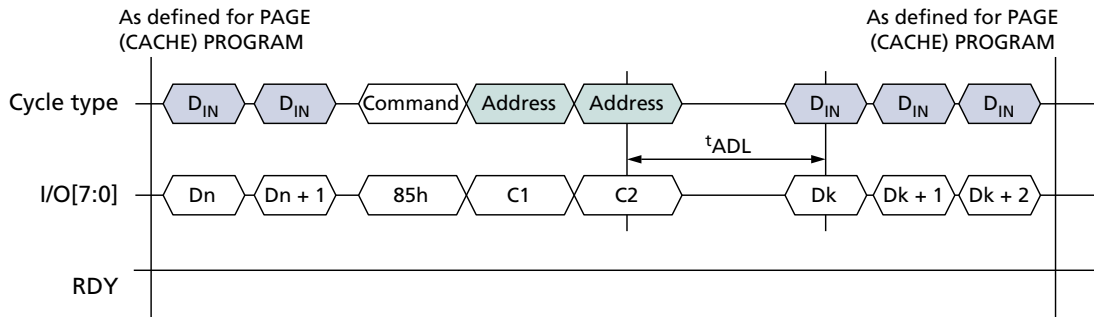 As defined for PAGE
(CACHE) PROGRAM
As defined for PAGE
(CACHE) PROGRAM
Cycle type
DIN
DIN
Command
Address
Address
DIN
DIN
DIN
tADL
I/O[7:0]
Dn
Dn + 1
85h
C1
C2
Dk
Dk + 1
Dk + 2
RDY